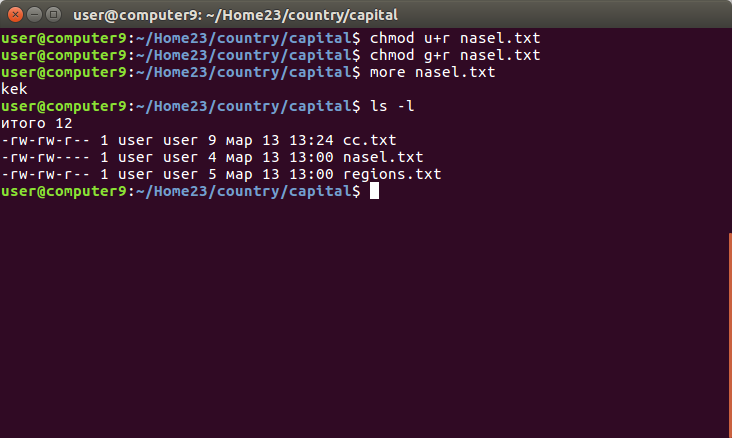 user@computer9: ~/Home23/country/capital
user@computer9:~/Home23/country/capital$ chmod u+r nasel.txt
user@computer9:~/Home23/country/capital$ chmod g+r nasel.txt
user@computer9:~/Home23/country/capital$ more nasel.txt
kek
user@computer9:~/Home23/country/capital$ ls -l
итого 12
-rw-rw-r-- 1 user user 9 мар 13 13:24 cc.txt
-rw-rw---- 1 user user 4 мар 13 13:00 nasel.txt
-rw-rw-r-- 1 user user 5 мар 13 13:00 regions.txt
user@computer9:~/Home23/country/capital$